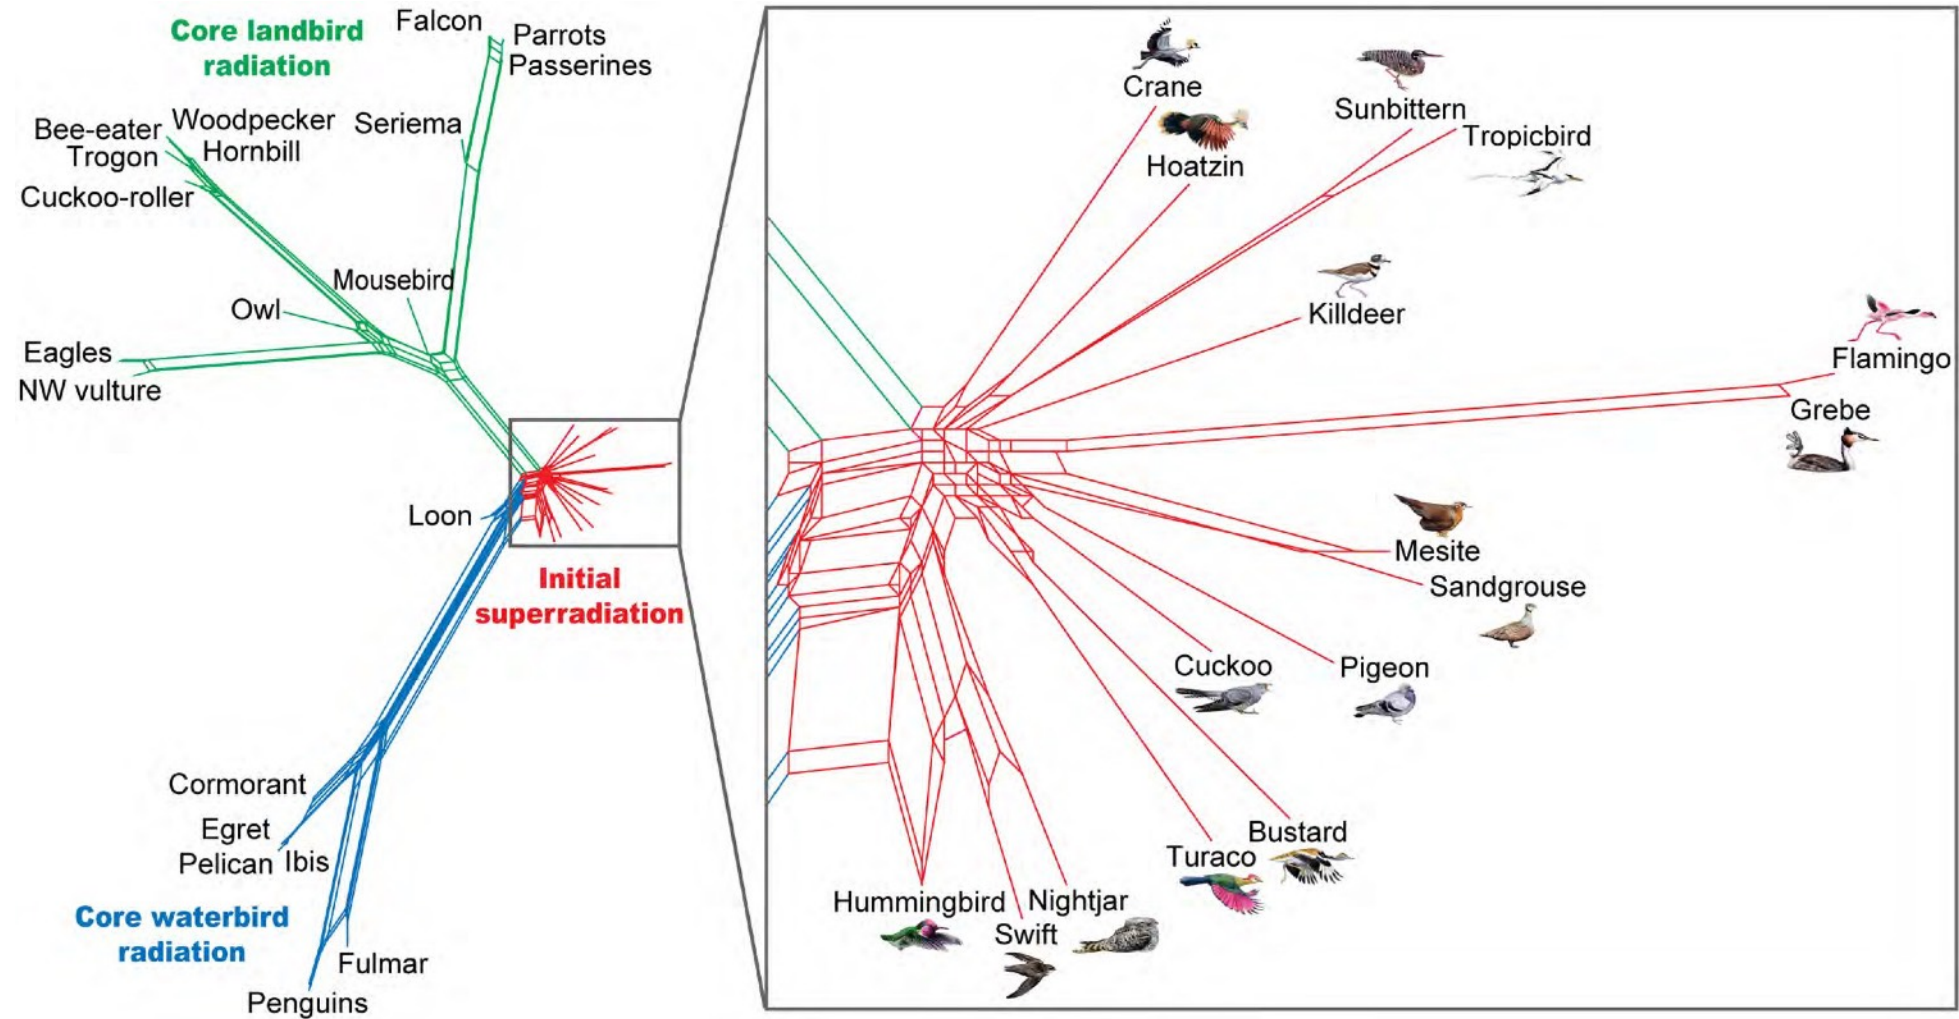 Core landbird
radiation
Falcon
Parrots
Passerines
Bee-eater
Woodpecker
Trogon
Hornbill
Seriema
Cuckoo-roller
Mousebird
Owl
Eagles
NW vulture
Loon
Initial
superradiation
Cormorant
Egret
Pelican
Ibis
Core waterbird
radiation
Fulmar
Penguins
Crane
Hoatzin
Sunbittern
Tropicbird
Killdeer
Flamingo
Grebe
Mesite
Sandgrouse
Cuckoo
Pigeon
Bustard
Turaco
Hummingbird
Nightjar
Swift